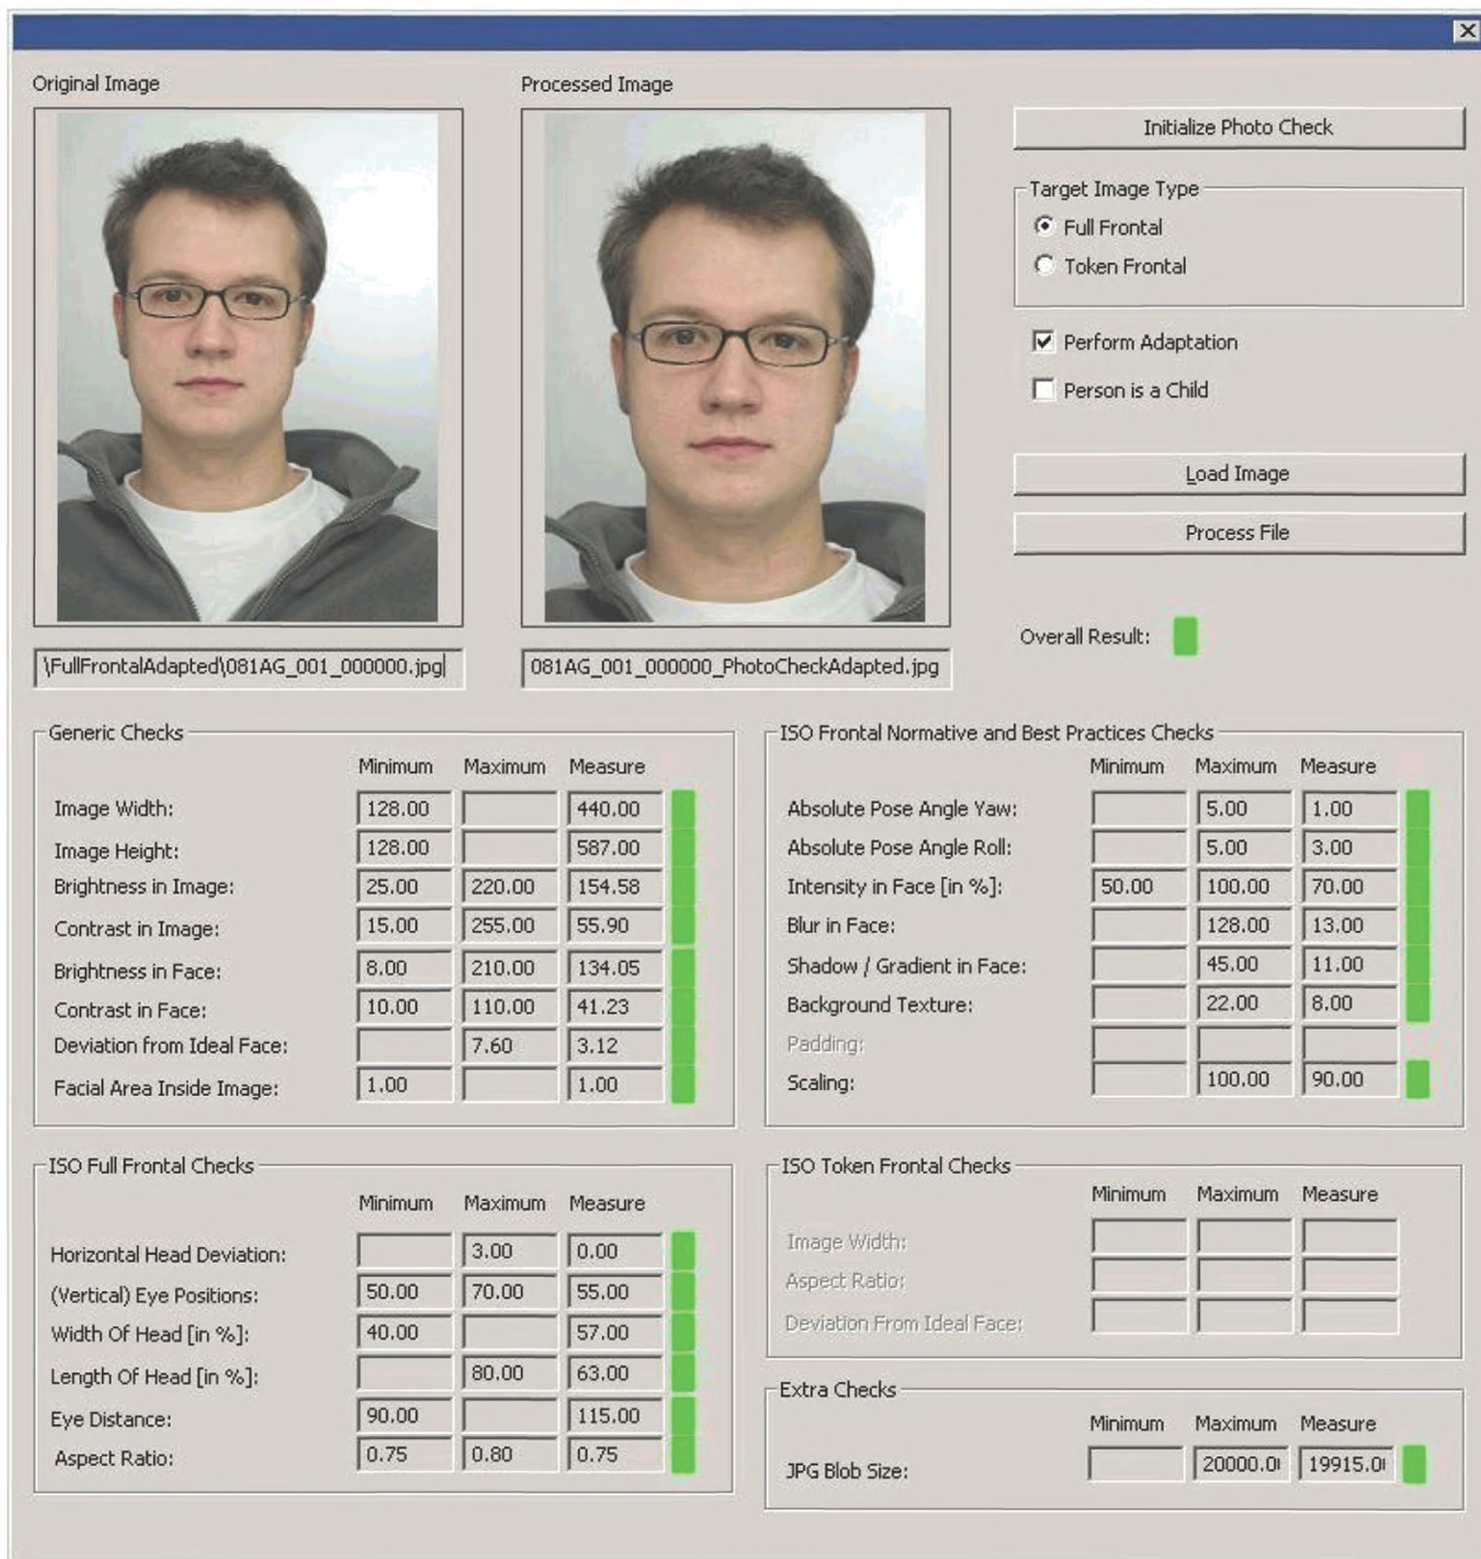 Original Image
Processed Image
Initialize Photo Check
Target Image Type
Full Frontal
Token Frontal
Perform Adaptation
Person is a Child
Load Image
Process File
Overall Result:
\FullFrontalAdapted\081AG_001_000000.jpg
081AG_001_000000_PhotoCheckAdapted.jpg
Generic Checks
Minimum Maximum Measure
Image Width: 128.00 440.00
Image Height: 128.00 587.00
Brightness in Image: 25.00 220.00 154.58
Contrast in Image: 15.00 255.00 55.90
Brightness in Face: 8.00 210.00 134.05
Contrast in Face: 10.00 110.00 41.23
Deviation from Ideal Face: 7.60 3.12
Facial Area Inside Image: 1.00 1.00
ISO Frontal Normative and Best Practices Checks
Minimum Maximum Measure
Absolute Pose Angle Yaw: 5.00 1.00
Absolute Pose Angle Roll: 5.00 3.00
Intensity in Face [in %]: 50.00 100.00 70.00
Blur in Face: 128.00 13.00
Shadow / Gradient in Face: 45.00 11.00
Background Texture: 22.00 8.00
Padding:
Scaling: 100.00 90.00
ISO Full Frontal Checks
Minimum Maximum Measure
Horizontal Head Deviation: 3.00 0.00
(Vertical) Eye Positions: 50.00 70.00 55.00
Width Of Head [in %]: 40.00 57.00
Length Of Head [in %]: 80.00 63.00
Eye Distance: 90.00 115.00
Aspect Ratio: 0.75 0.80 0.75
ISO Token Frontal Checks
Minimum Maximum Measure
Image Width:
Aspect Ratio:
Deviation From Ideal Face:
Extra Checks
Minimum Maximum Measure
JPG Blob Size: 20000.0 19915.0